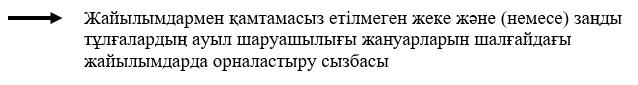 Жайылымдармен қамтамасыз етілмеген жеке және (немесе) заңды
тұлғалардың ауыл шаруашылығы жануарларын шалғайдағы
жайылымдарда орналастыру сызбасы